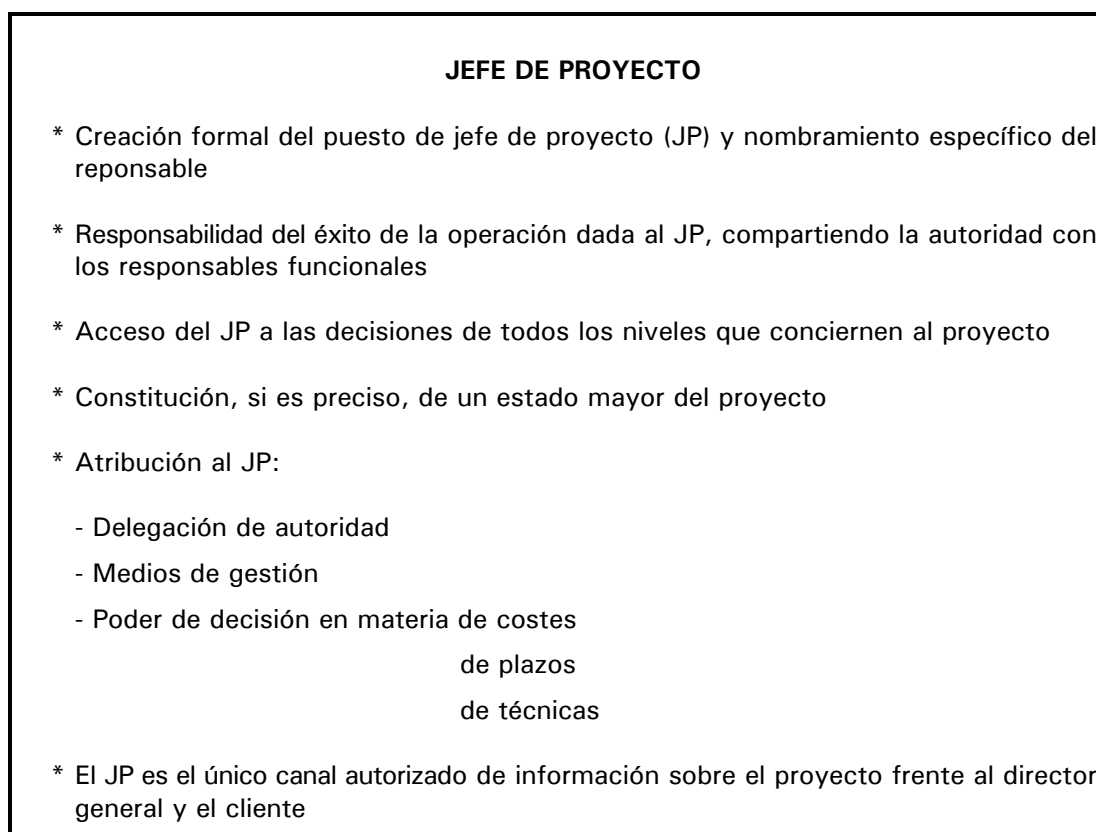 JEFE DE PROYECTO
* Creación formal del puesto de jefe de proyecto (JP) y nombramiento específico del
reponsable
* Responsabilidad del éxito de la operación dada al JP, compartiendo la autoridad con
los responsables funcionales
* Acceso del JP a las decisiones de todos los niveles que conciernen al proyecto
* Constitución, si es preciso, de un estado mayor del proyecto
* Atribución al JP:
- Delegación de autoridad
- Medios de gestión
- Poder de decisión en materia de costes
de plazos
de técnicas
* El JP es el único canal autorizado de información sobre el proyecto frente al director
general y el cliente